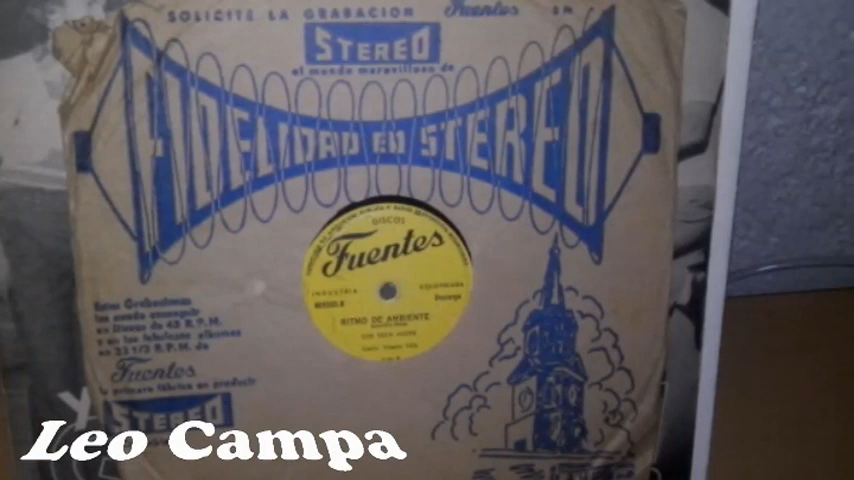 SOLICITE LA GRABACION Fuentes EN
STEREO
el mundo maravilloso de
FIDELIDAD EN STEREO
DISCOS
Fuentes
INDUSTRIA COLOMBIANA
Descarga
RITMO DE AMBIENTE
Estas Grabaciones
las puede conseguir
en Discos de 45 R.P.M.
y en los fabulosos albumes
en 33 1/3 R.P.M. de
Fuentes
la primera fábrica en producir
STEREO
Leo Campa